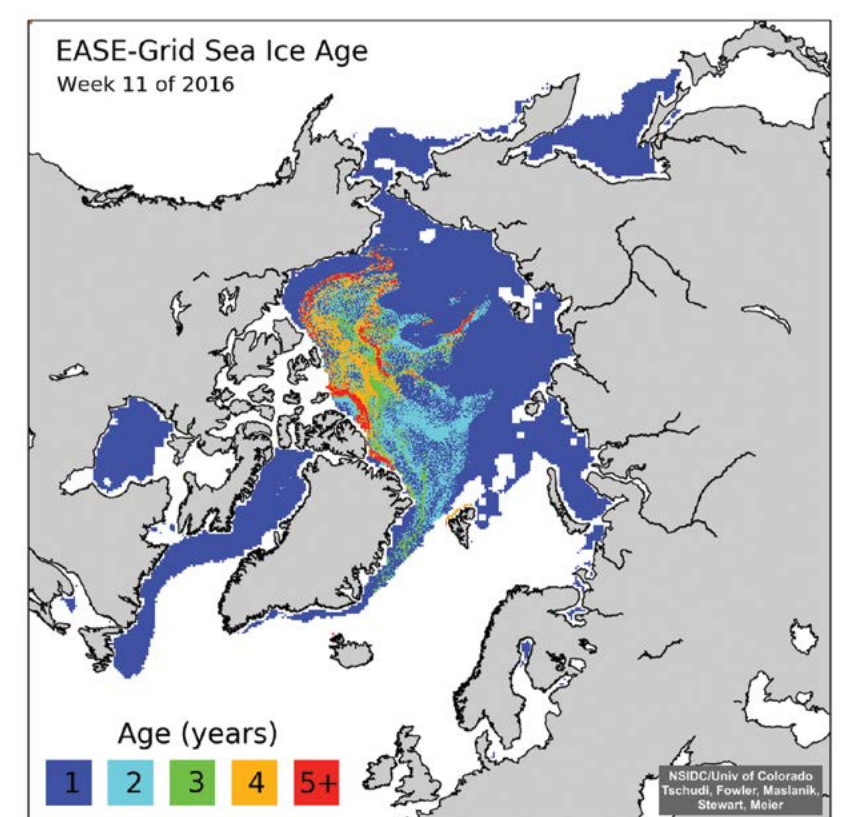 EASE-Grid Sea Ice Age
Week 11 of 2016
Age (years)
1 2 3 4 5+
NSIDC/Univ of Colorado
Tschudi, Fowler, Maslanik,
Stewart, Meier